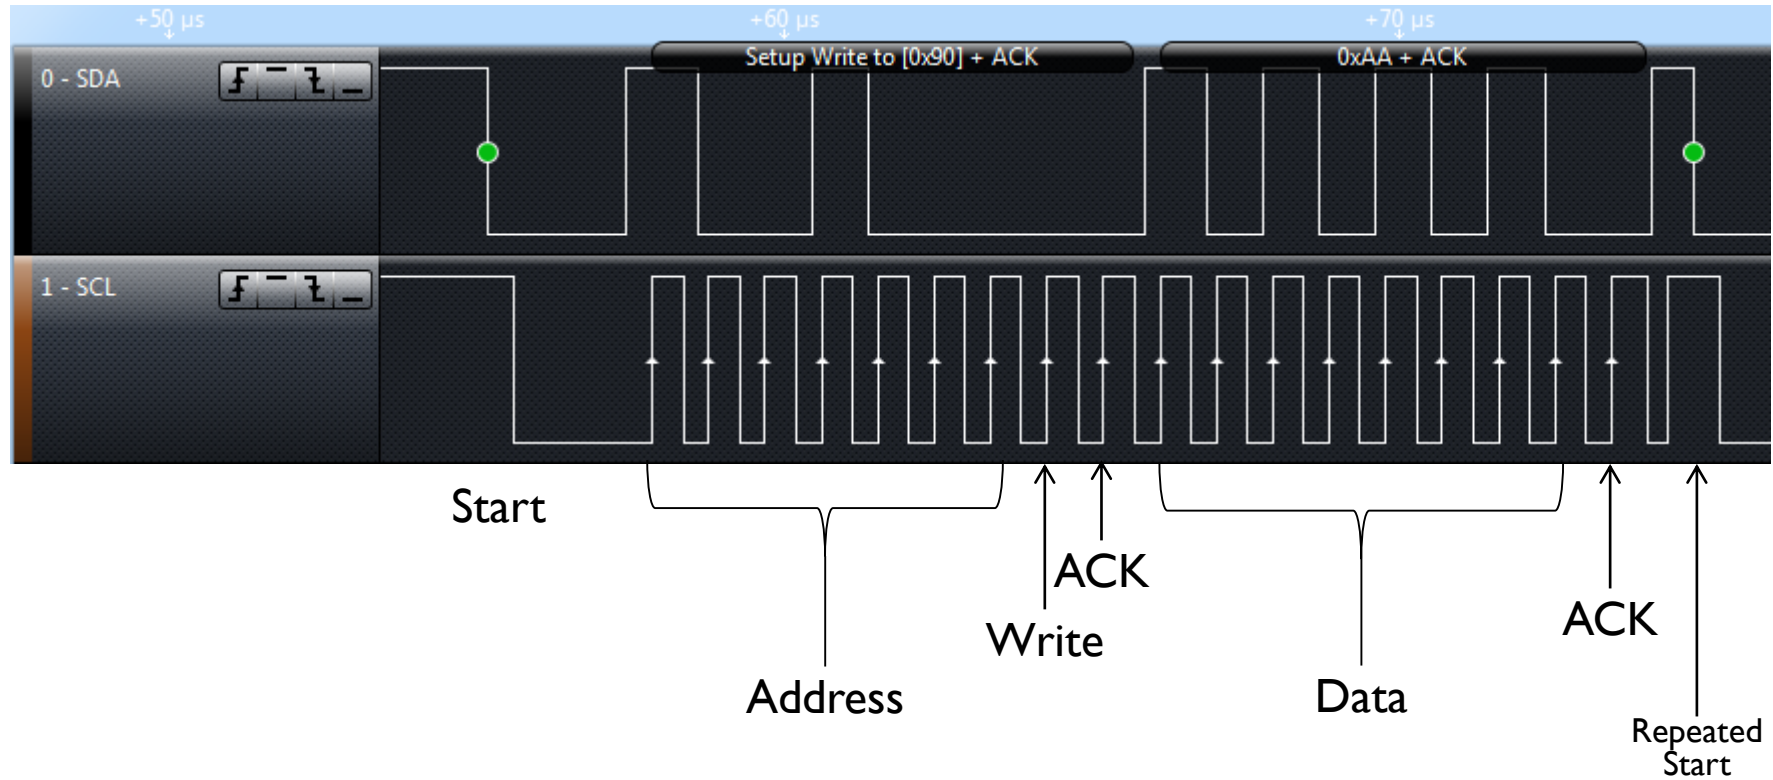 +50 µs
+60 µs
+70 µs
Setup Write to [0x90] + ACK
0xAA + ACK
0 - SDA
1 - SCL
Start
ACK
Write
Address
Data
ACK
Repeated
Start